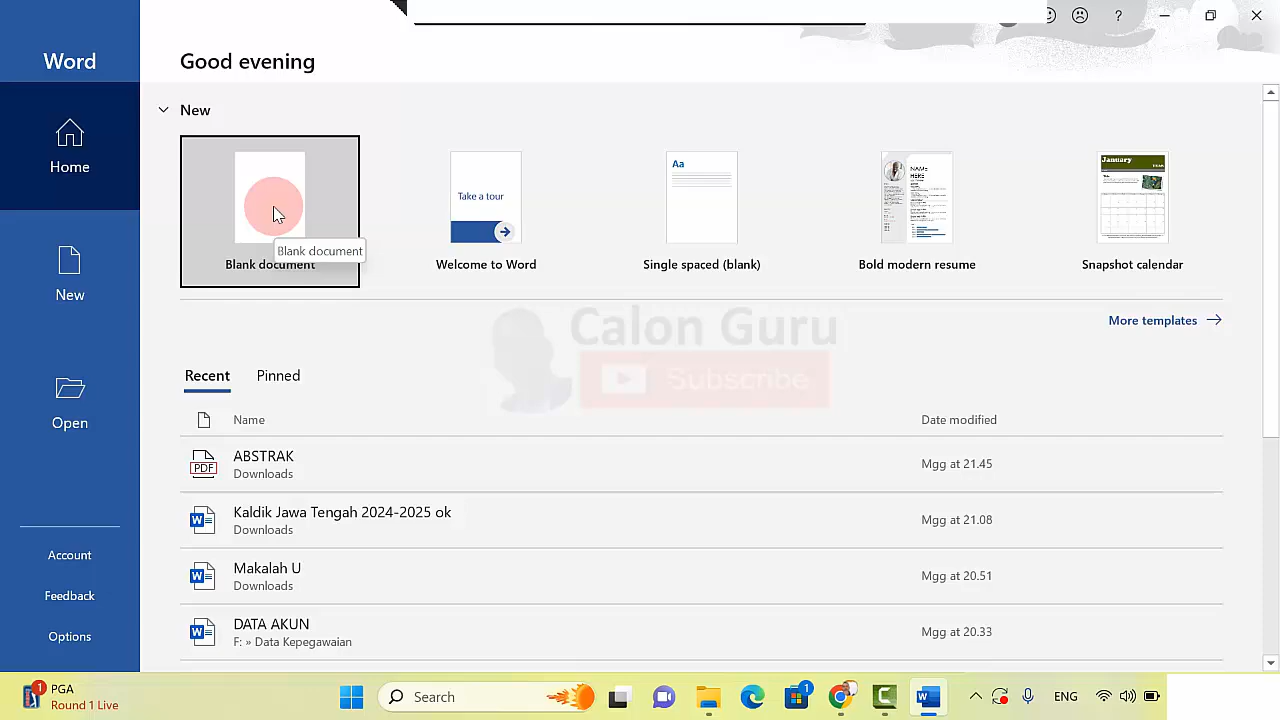 Word
Good evening
Home
New
Open
Account
Feedback
Options
New
Take a tour
Aa
NAME
HERE
January
Blank document
Blank document
Welcome to Word
Single spaced (blank)
Bold modern resume
Snapshot calendar
More templates
Calon Guru
Subscribe
Recent
Pinned
Name
Date modified
PDF
ABSTRAK
Downloads
Mgg at 21.45
Kaldik Jawa Tengah 2024-2025 ok
Downloads
Mgg at 21.08
Makalah U
Downloads
Mgg at 20.51
DATA AKUN
F: » Data Kepegawaian
Mgg at 20.33
1
PGA
Round 1 Live
Search
1
ENG